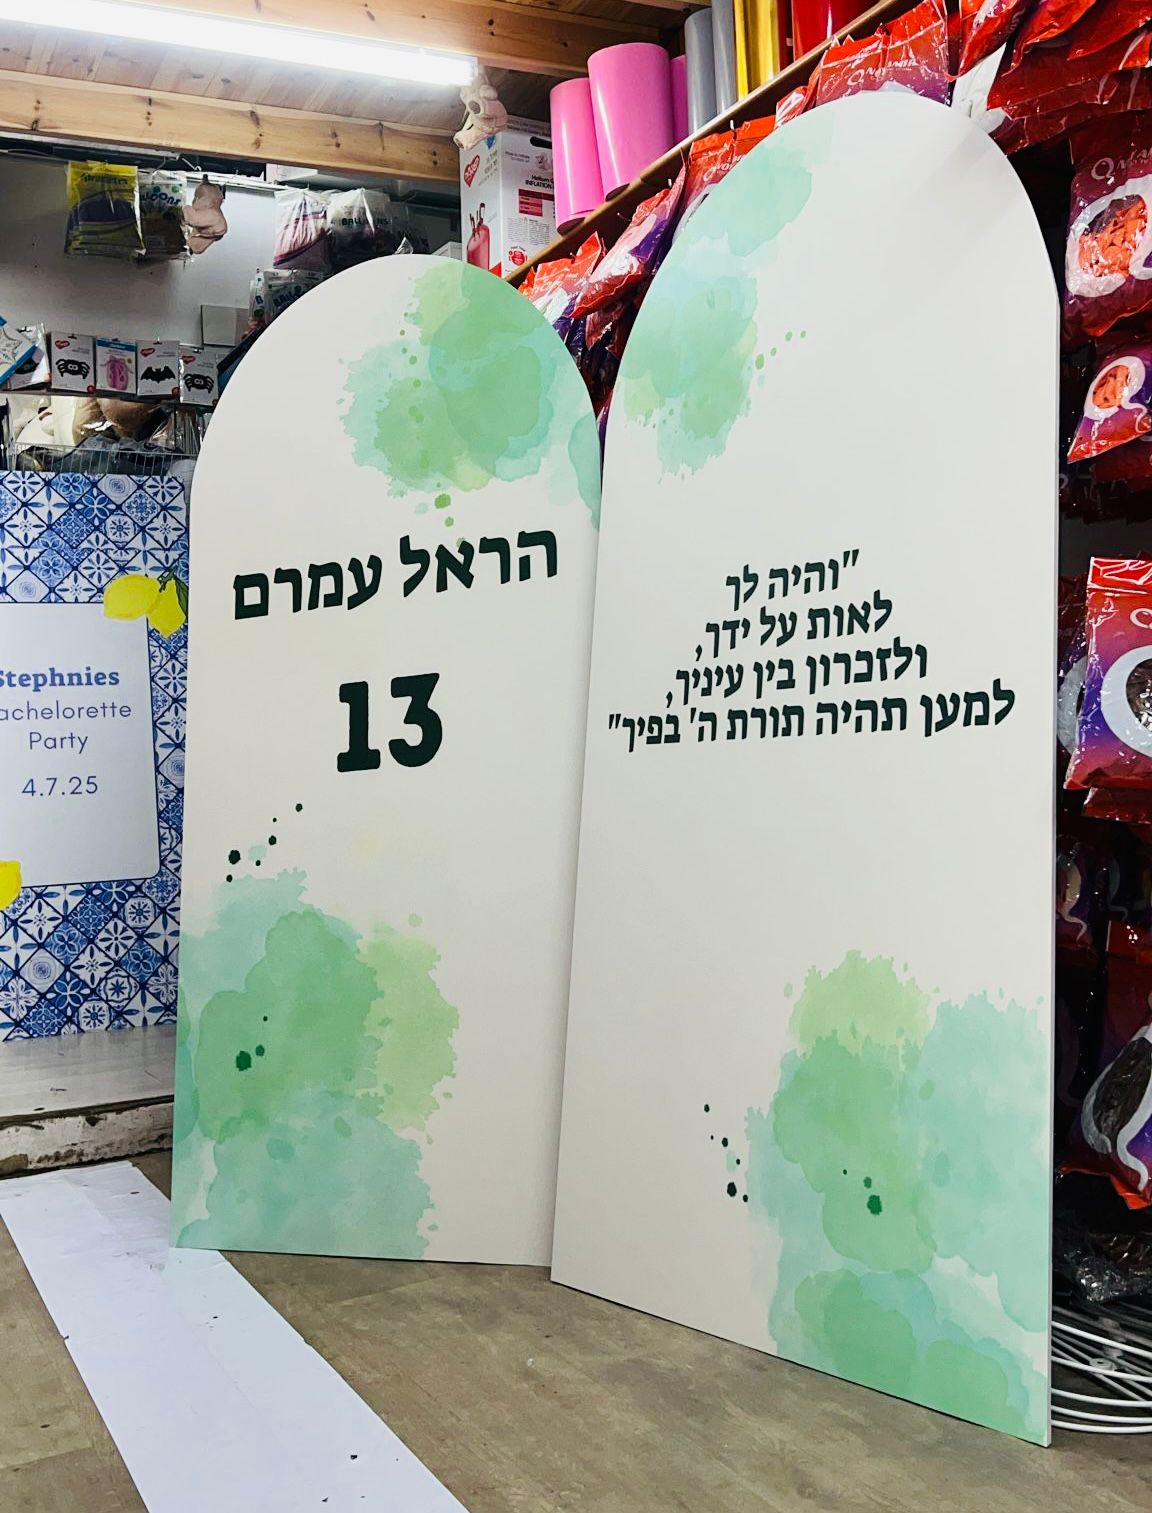 הראל עמרם
13
"והיה לך
לאות על ידך,
ולזכרון בין עיניך,
למען תהיה תורת ה' בפיך"
Stephnies
achelorette
Party
4.7.25